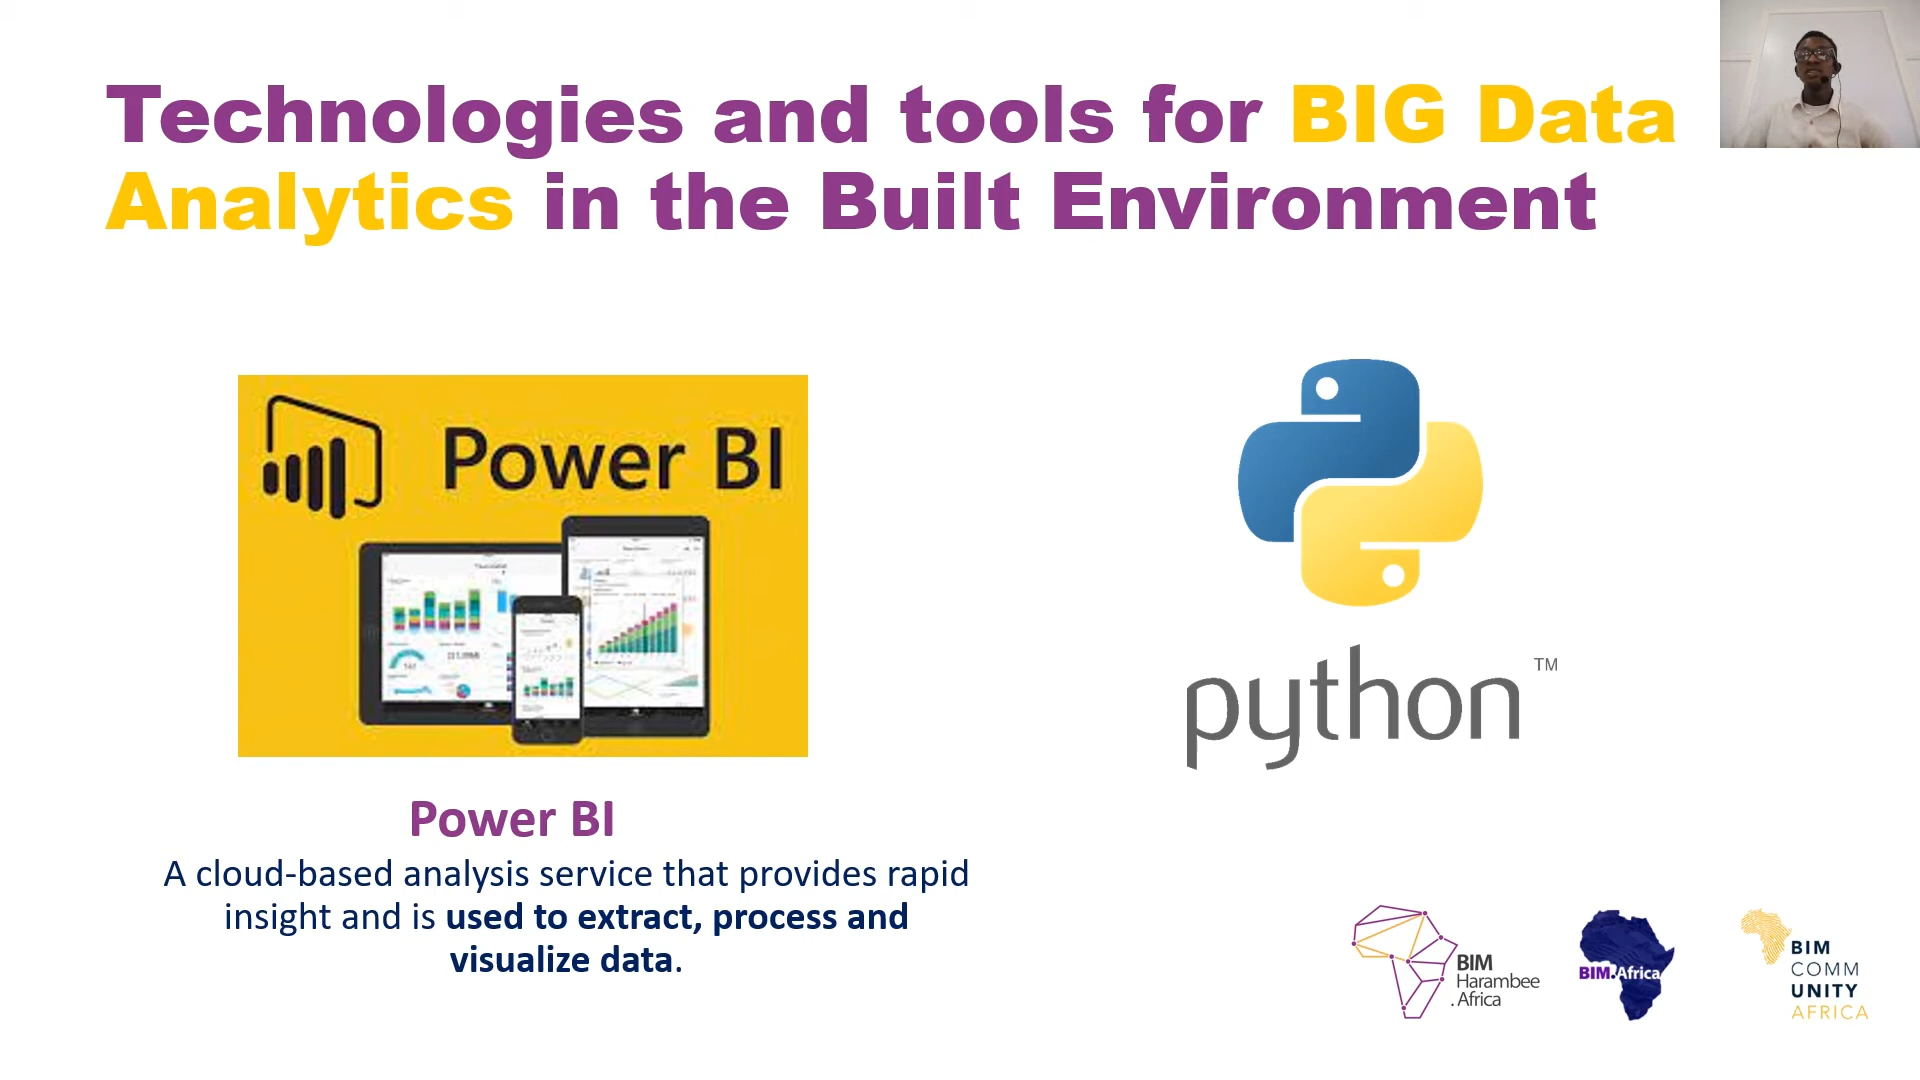 Technologies and tools for BIG Data
Analytics in the Built Environment
Power BI
python™
Power BI
A cloud-based analysis service that provides rapid
insight and is used to extract, process and
visualize data.
BIM
Harambee
.Africa
BIM.Africa
BIM
COMM
UNITY
AFRICA